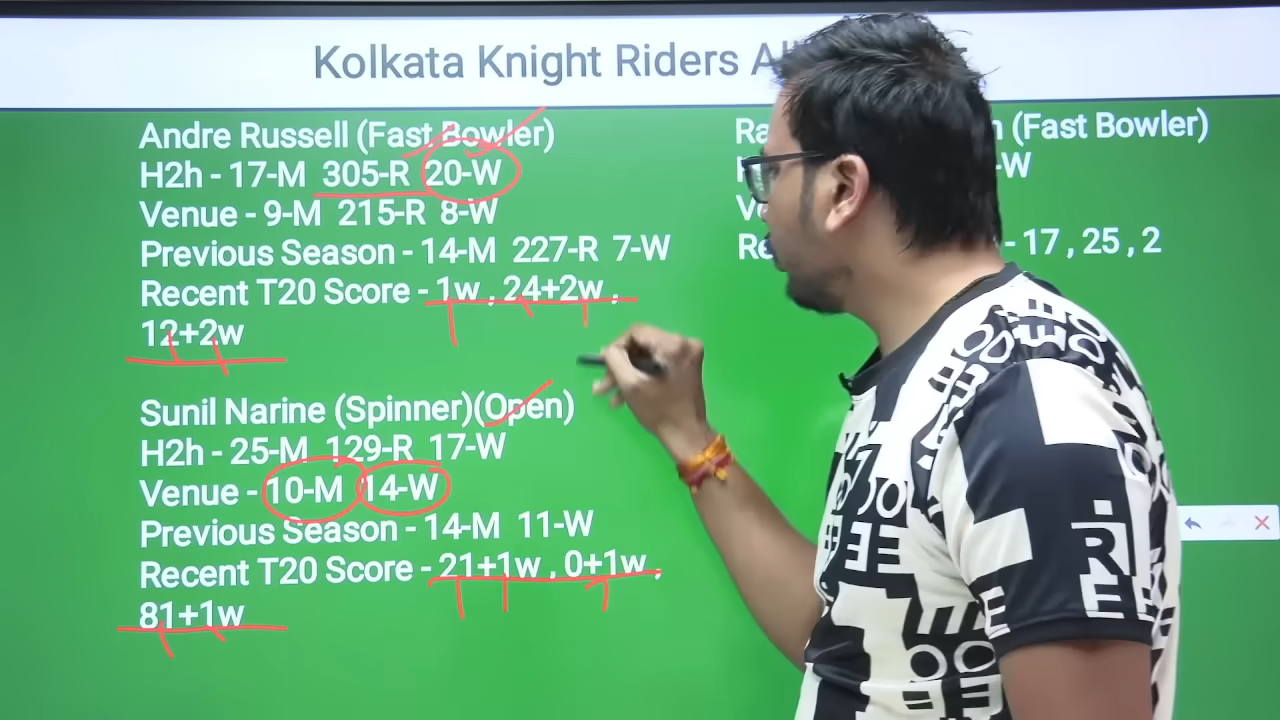 Kolkata Knight Riders
Andre Russell (Fast Bowler)
H2h - 17-M 305-R 20-W
Venue - 9-M 215-R 8-W
Previous Season - 14-M 227-R 7-W
Recent T20 Score - 1w , 24+2w ,
12+2w
Sunil Narine (Spinner)(Open)
H2h - 25-M 129-R 17-W
Venue - 10-M 14-W
Previous Season - 14-M 11-W
Recent T20 Score - 21+1w , 0+1w ,
81+1w
(Fast Bowler)
-W
- 17 , 25 , 2